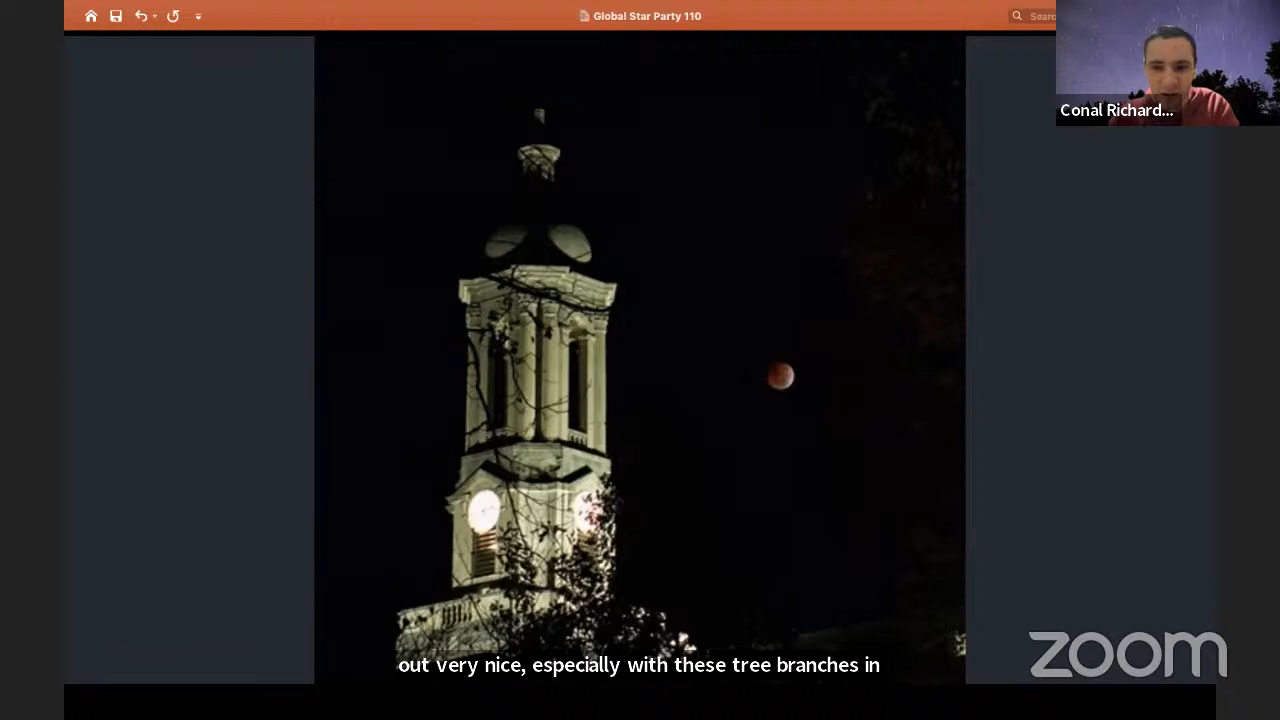 Global Star Party 110
Searc
Conal Richard...
out very nice, especially with these tree branches in
zoom